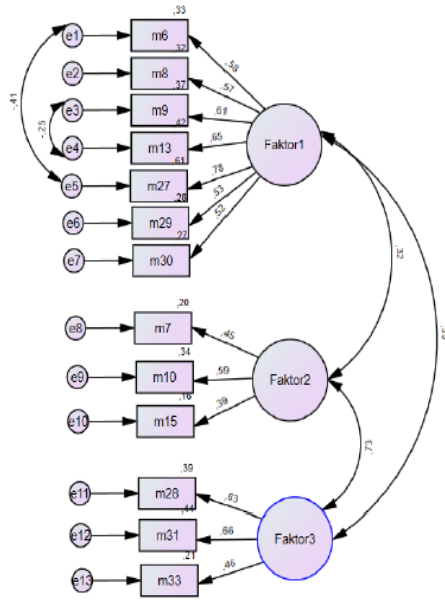 ,33
e1 m6 ,58
,32
e2 m8 ,57
,37
e3 m9 ,61
,42
e4 m13 ,65
,61
e5 m27 ,78
,28
e6 m29 ,53
,27
e7 m30 ,52
-,41
-,25
Faktor1
,32
,20
e8 m7 ,45
,34
e9 m10 ,59
,16
e10 m15 ,39
Faktor2
,73
,39
e11 m28 ,63
,44
e12 m31 ,66
,21
e13 m33 ,46
Faktor3